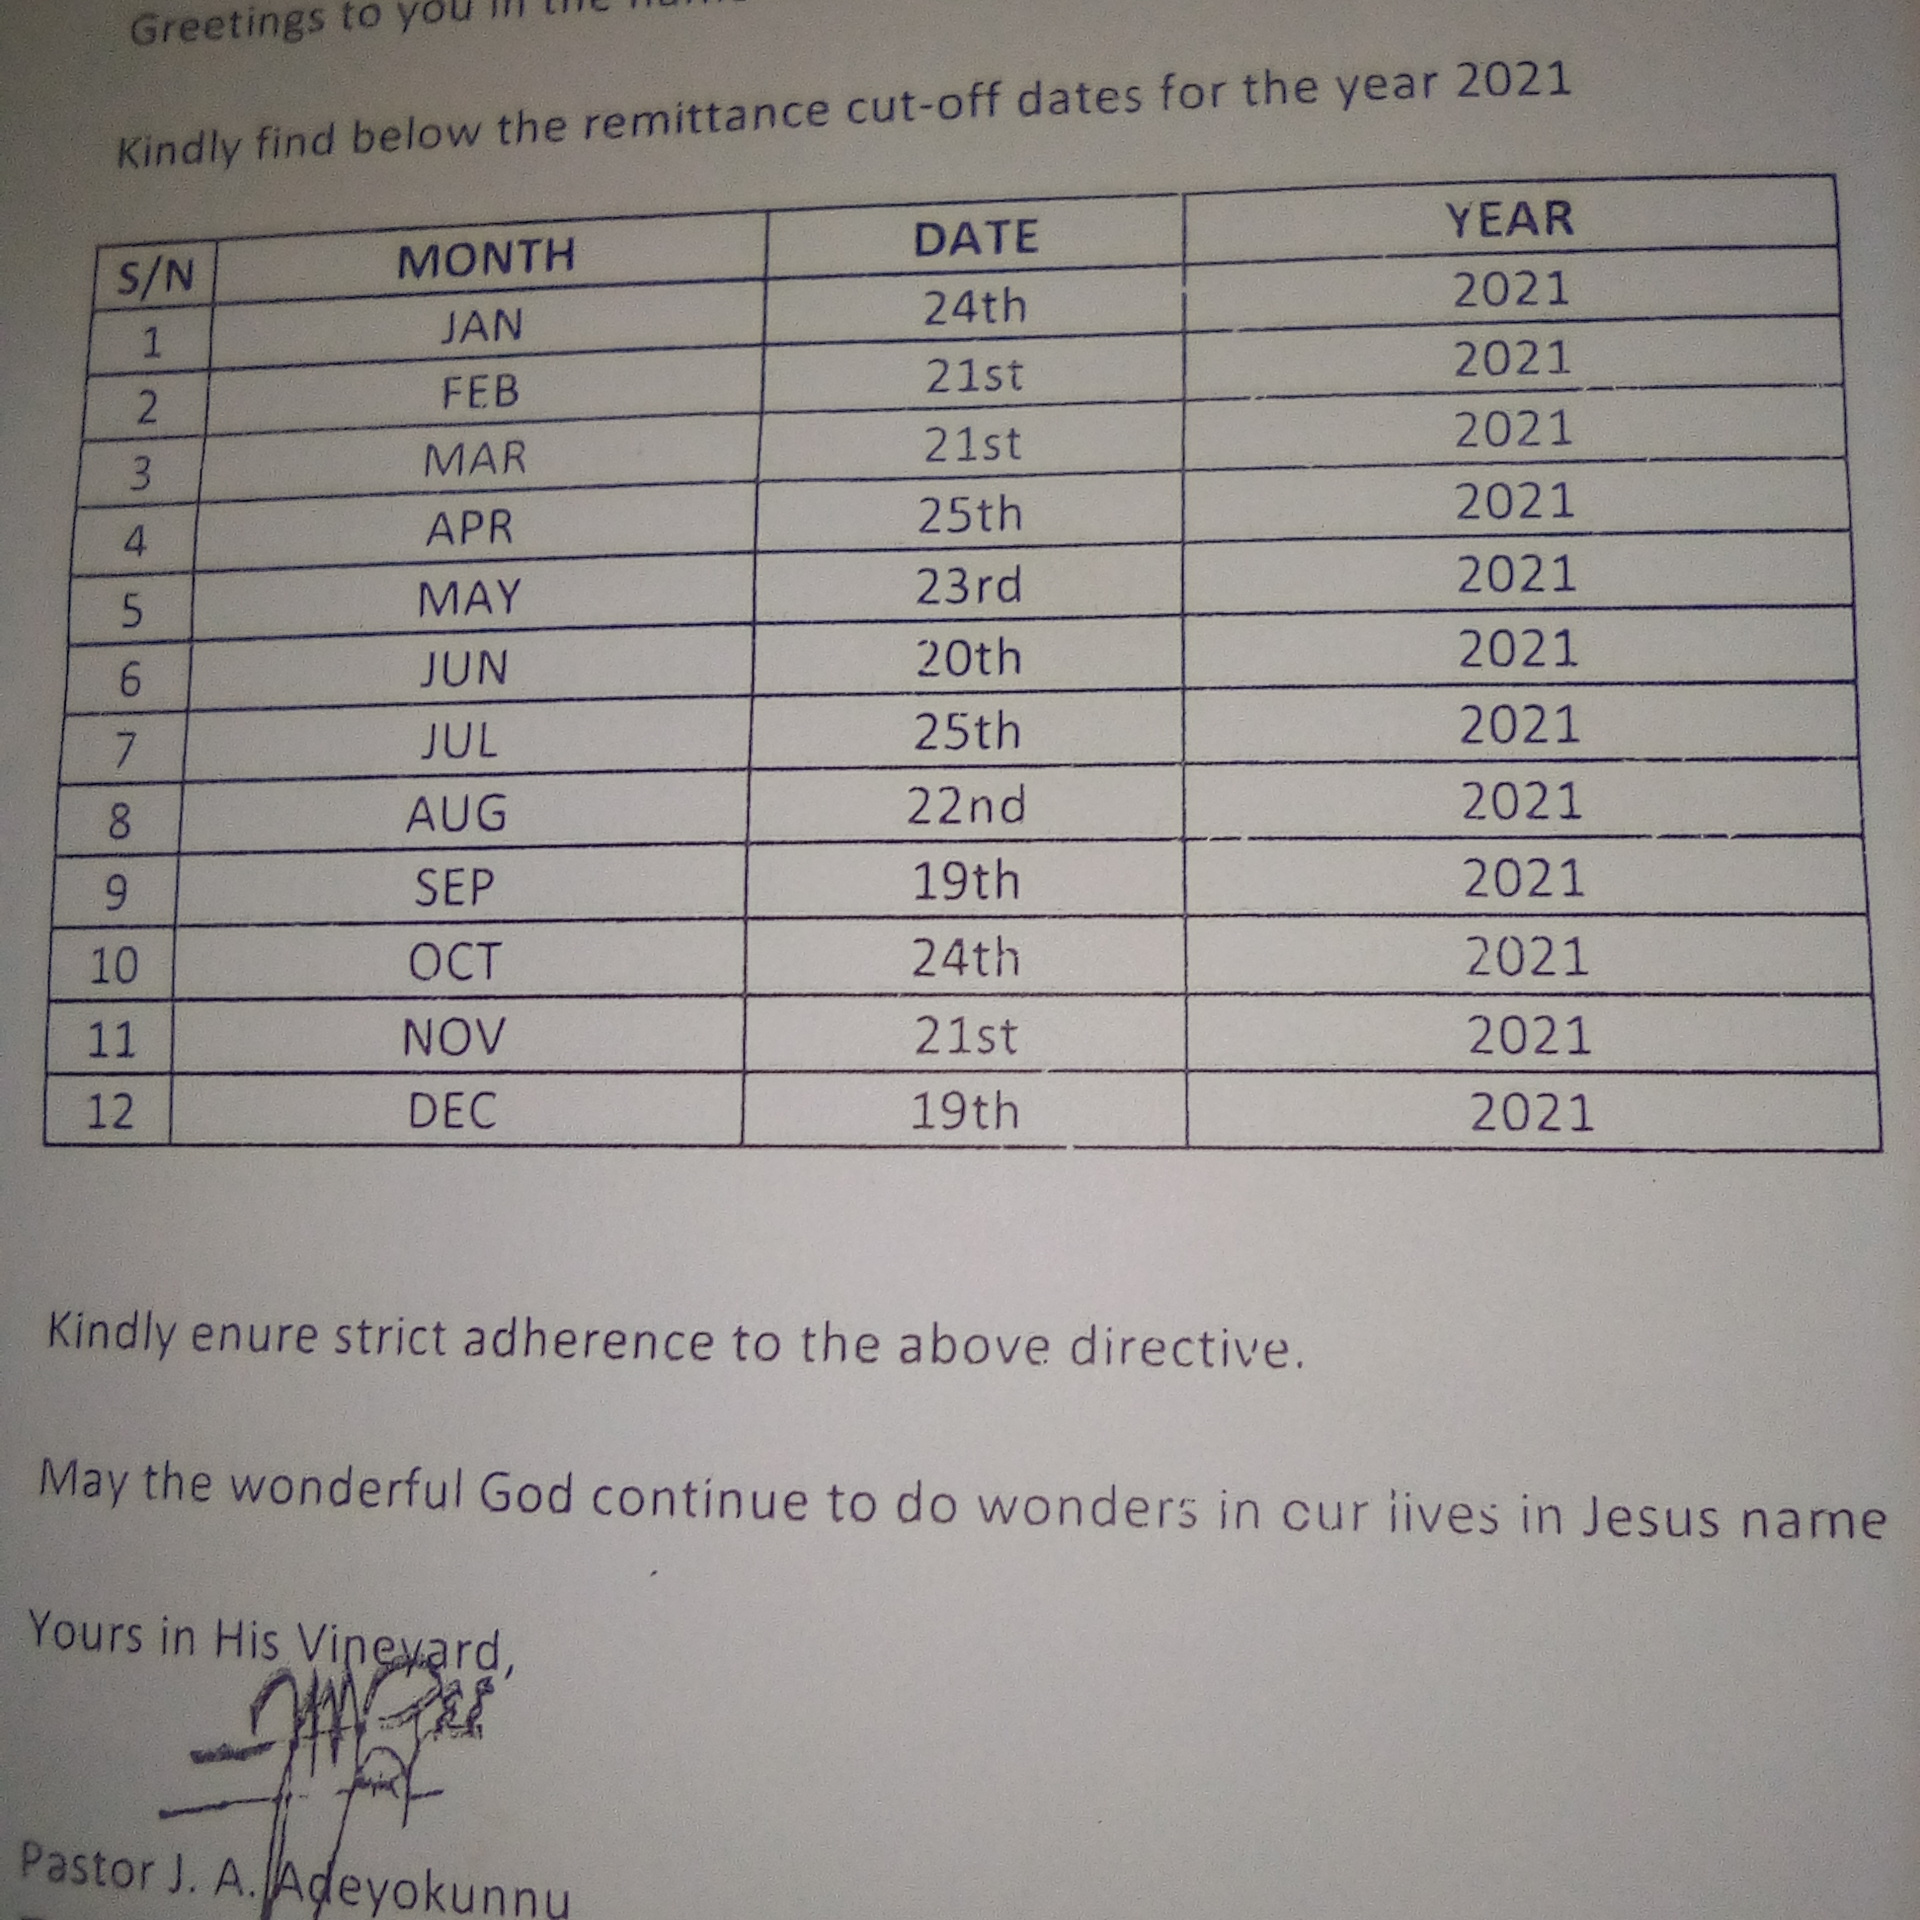 Greetings to you in the
Kindly find below the remittance cut-off dates for the year 2021
S/N MONTH DATE YEAR
1 JAN 24th 2021
2 FEB 21st 2021
3 MAR 21st 2021
4 APR 25th 2021
5 MAY 23rd 2021
6 JUN 20th 2021
7 JUL 25th 2021
8 AUG 22nd 2021
9 SEP 19th 2021
10 OCT 24th 2021
11 NOV 21st 2021
12 DEC 19th 2021
Kindly enure strict adherence to the above directive.
May the wonderful God continue to do wonders in our lives in Jesus name
Yours in His Vineyard,
Pastor J. A. Adeyokunnu